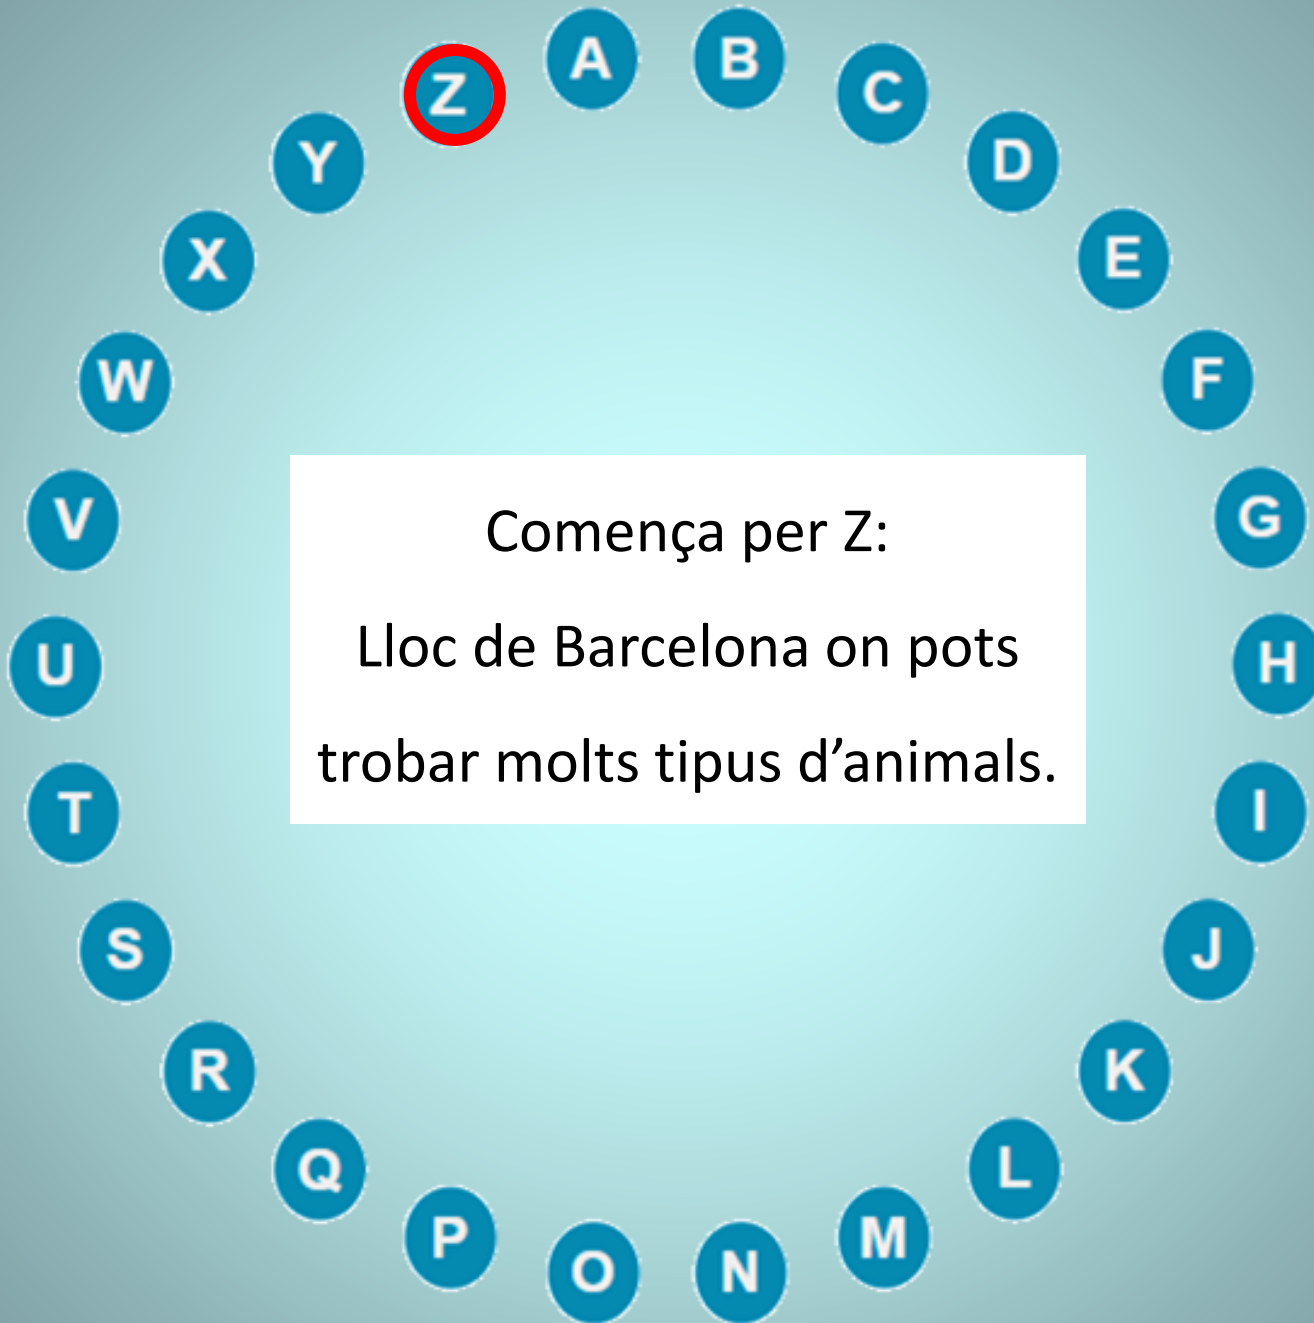 A
B
C
D
E
F
G
H
I
J
K
L
M
N
O
P
Q
R
S
T
U
V
W
X
Y
Z
Comença per Z:
Lloc de Barcelona on pots
trobar molts tipus d’animals.